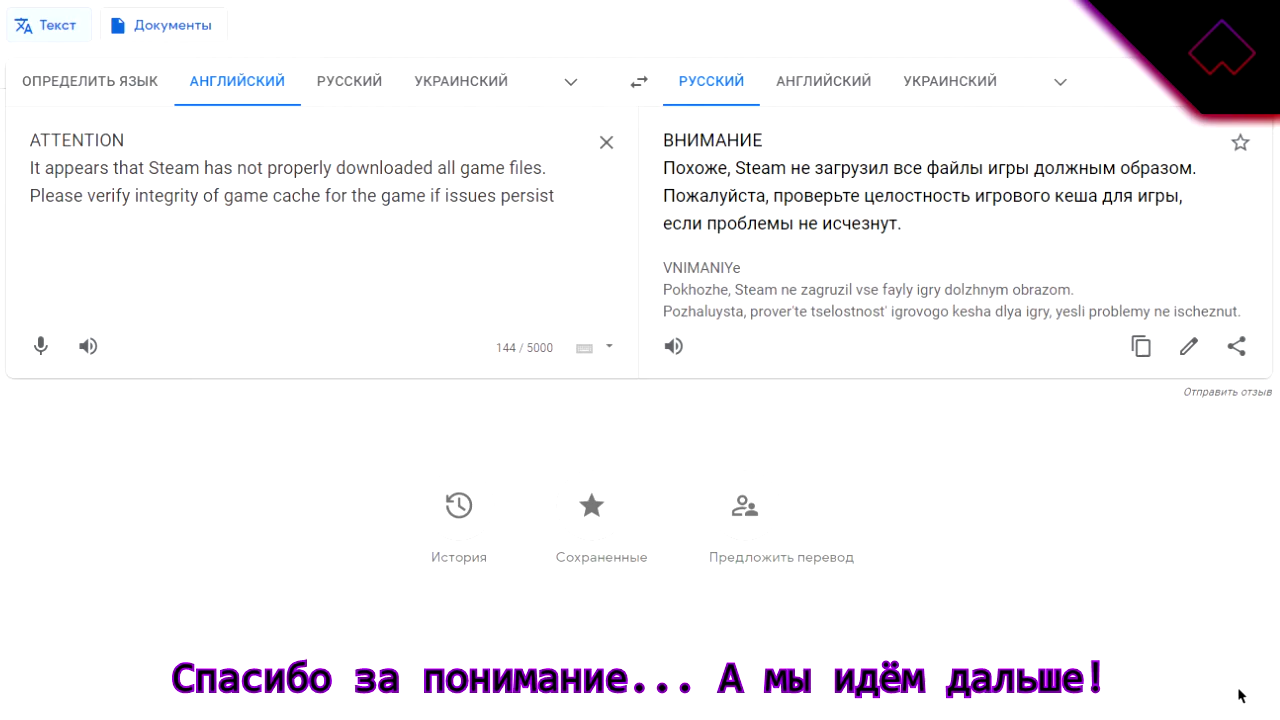 Текст
Документы
ОПРЕДЕЛИТЬ ЯЗЫК
АНГЛИЙСКИЙ
РУССКИЙ
УКРАИНСКИЙ
РУССКИЙ
АНГЛИЙСКИЙ
УКРАИНСКИЙ
ATTENTION
It appears that Steam has not properly downloaded all game files.
Please verify integrity of game cache for the game if issues persist
144 / 5000
ВНИМАНИЕ
Похоже, Steam не загрузил все файлы игры должным образом.
Пожалуйста, проверьте целостность игрового кеша для игры,
если проблемы не исчезнут.
VNIMANIYe
Pokhozhe, Steam ne zagruzil vse fayly igry dolzhnym obrazom.
Pozhaluysta, prover'te tselostnost' igrovogo kesha dlya igry, yesli problemy ne ischeznut.
Отправить отзыв
История
Сохраненные
Предложить перевод
Спасибо за понимание... А мы идём дальше!